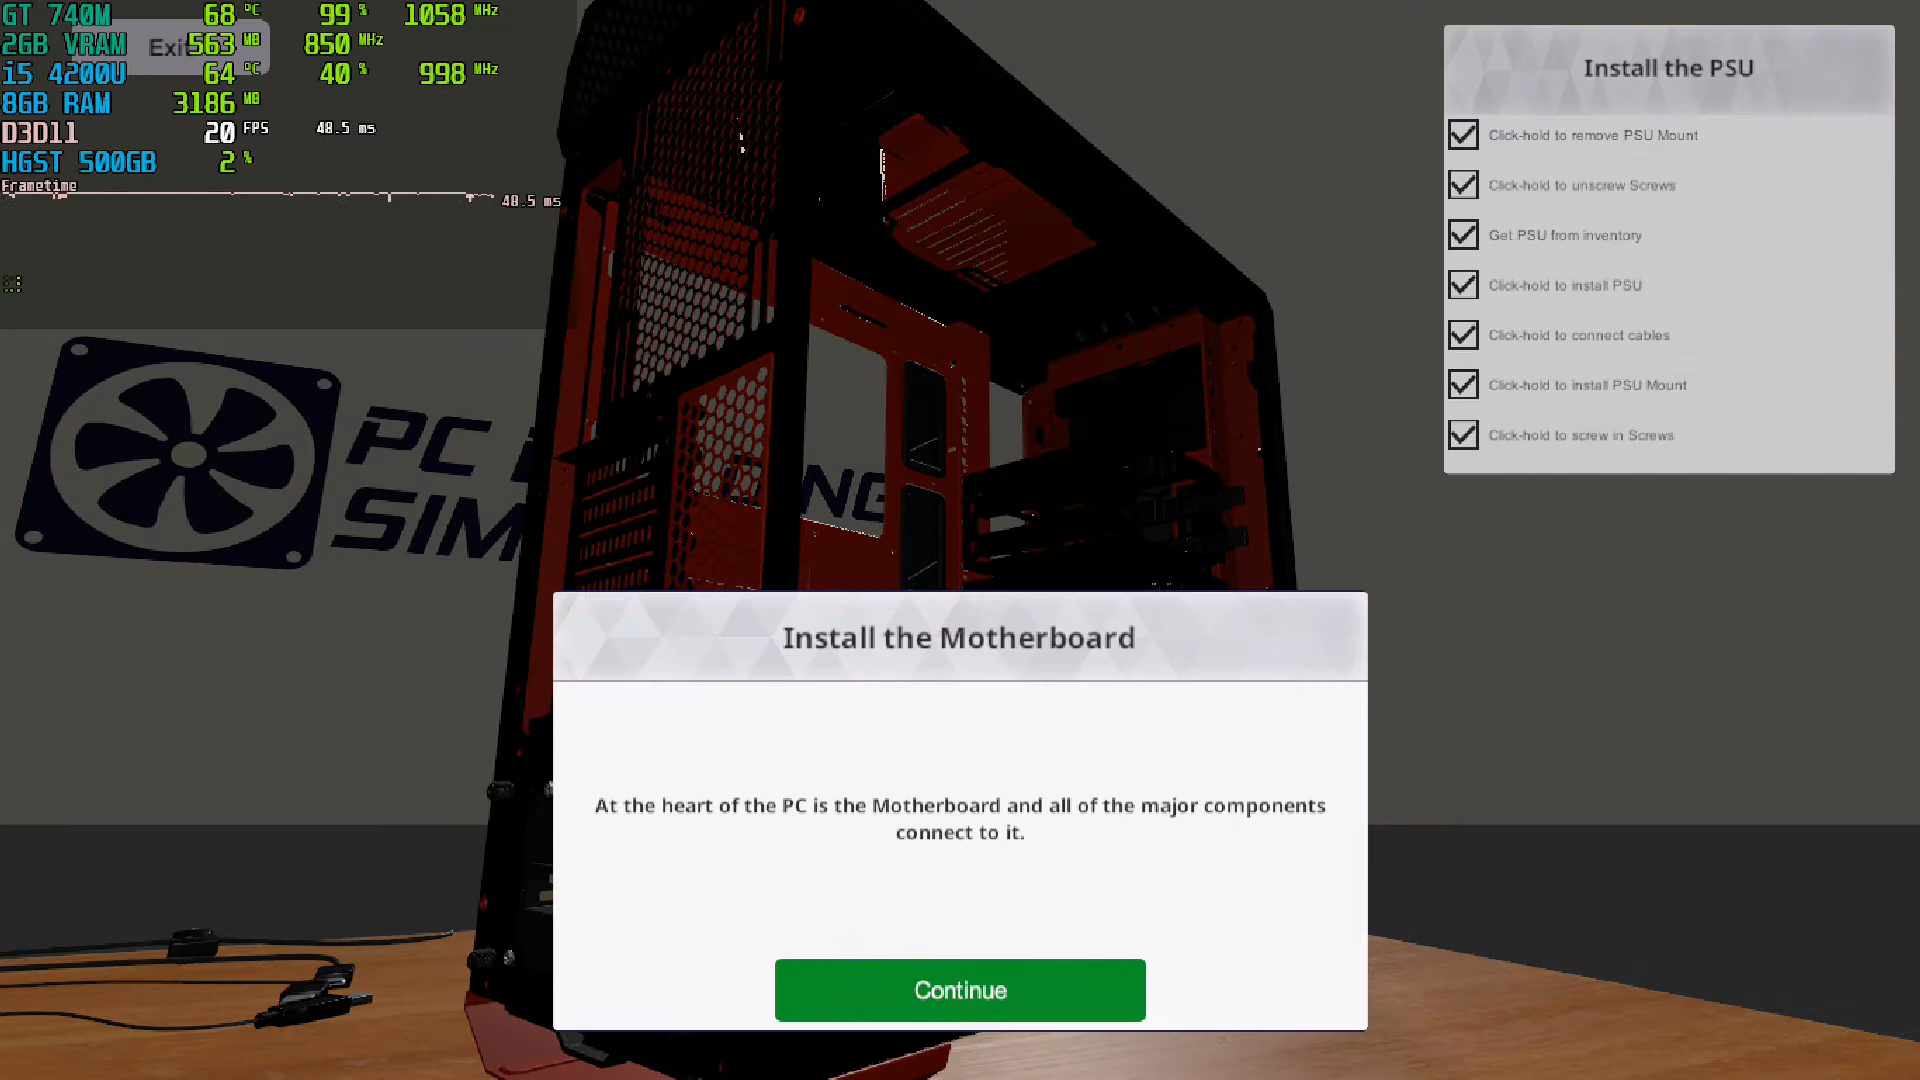 GT 740M 68 °C 99 % 1058 MHz
2GB VRAM 563 MB 850 MHz
Exit
i5 4200U 64 °C 40 % 998 MHz
8GB RAM 3186 MB
D3D11 20 FPS 48.5 ms
HGST 500GB 2 %
Frametime
48.5 ms
Install the PSU
Click-hold to remove PSU Mount
Click-hold to unscrew Screws
Get PSU from inventory
Click-hold to install PSU
Click-hold to connect cables
Click-hold to install PSU Mount
Click-hold to screw in Screws
PC
SIM
Install the Motherboard
At the heart of the PC is the Motherboard and all of the major components
connect to it.
Continue